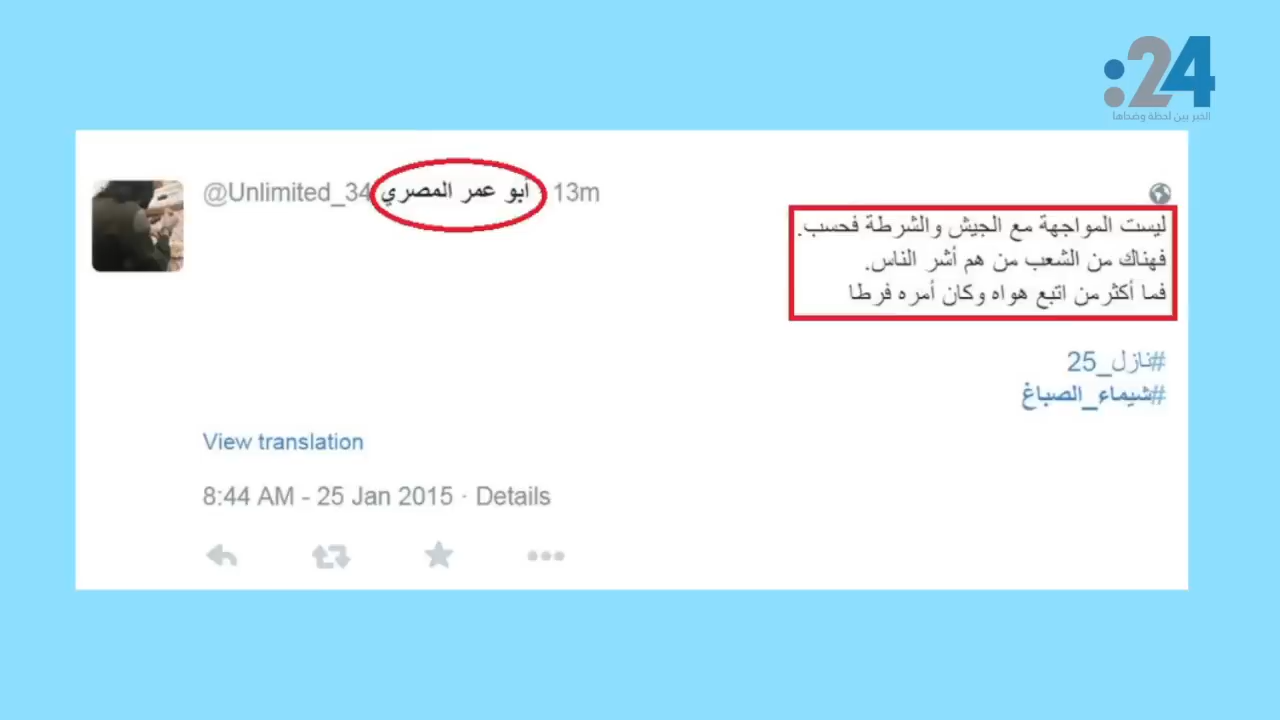 :24
الخبر بين لحظة وضحاها
@Unlimited_34 أبو عمر المصري · 13m
ليست المواجهة مع الجيش والشرطة فحسب.
فهناك من الشعب من هم أشر الناس.
فما أكثرمن اتبع هواه وكان أمره فرطا
#نازل_25
#شيماء_الصباغ
View translation
8:44 AM - 25 Jan 2015 · Details